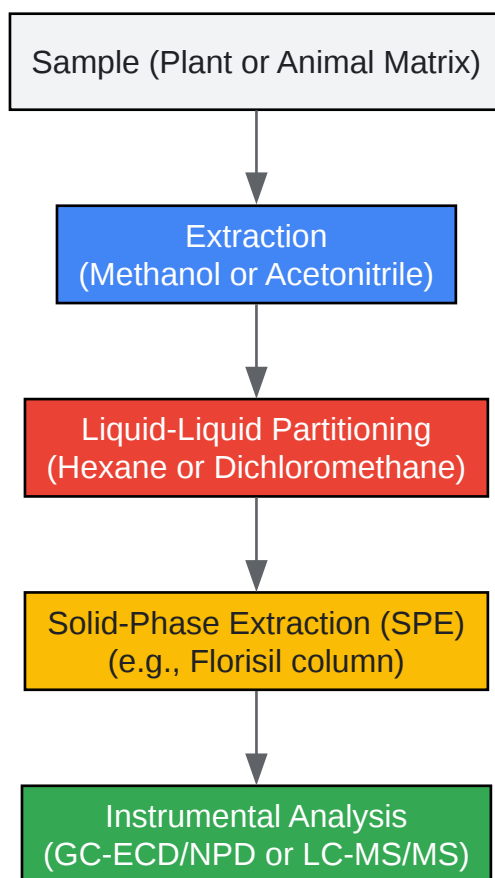 Sample (Plant or Animal Matrix)
Extraction
(Methanol or Acetonitrile)
Liquid-Liquid Partitioning
(Hexane or Dichloromethane)
Solid-Phase Extraction (SPE)
(e.g., Florisil column)
Instrumental Analysis
(GC-ECD/NPD or LC-MS/MS)